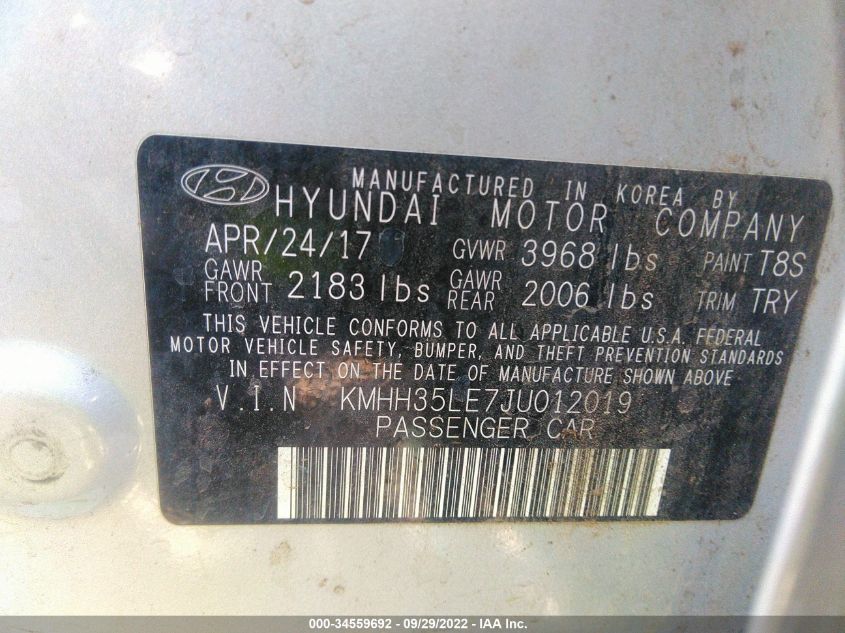 MANUFACTURED IN KOREA BY
HYUNDAI MOTOR COMPANY
APR/24/17 GVWR 3968 lbs PAINT T8S
GAWR FRONT 2183 lbs GAWR REAR 2006 lbs TRIM TRY
THIS VEHICLE CONFORMS TO ALL APPLICABLE U.S.A. FEDERAL
MOTOR VEHICLE SAFETY, BUMPER, AND THEFT PREVENTION STANDARDS
IN EFFECT ON THE DATE OF MANUFACTURE SHOWN ABOVE
V.I.N KMHH35LE7JU012019
PASSENGER CAR
000-34559692 - 09/29/2022 - IAA Inc.